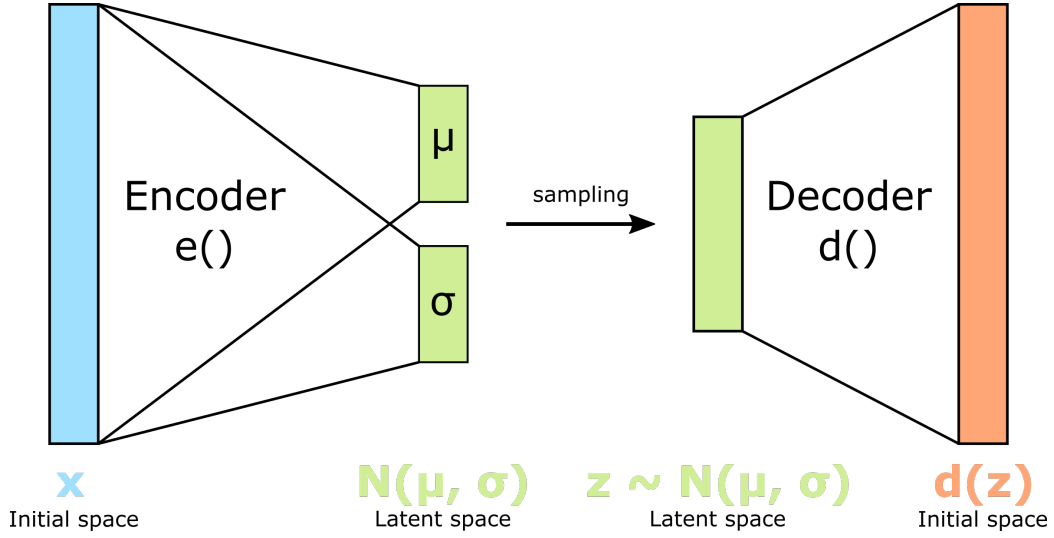 Encoder
e()
μ
σ
sampling
Decoder
d()
x
Initial space
N(μ, σ)
Latent space
z ~ N(μ, σ)
Latent space
d(z)
Initial space